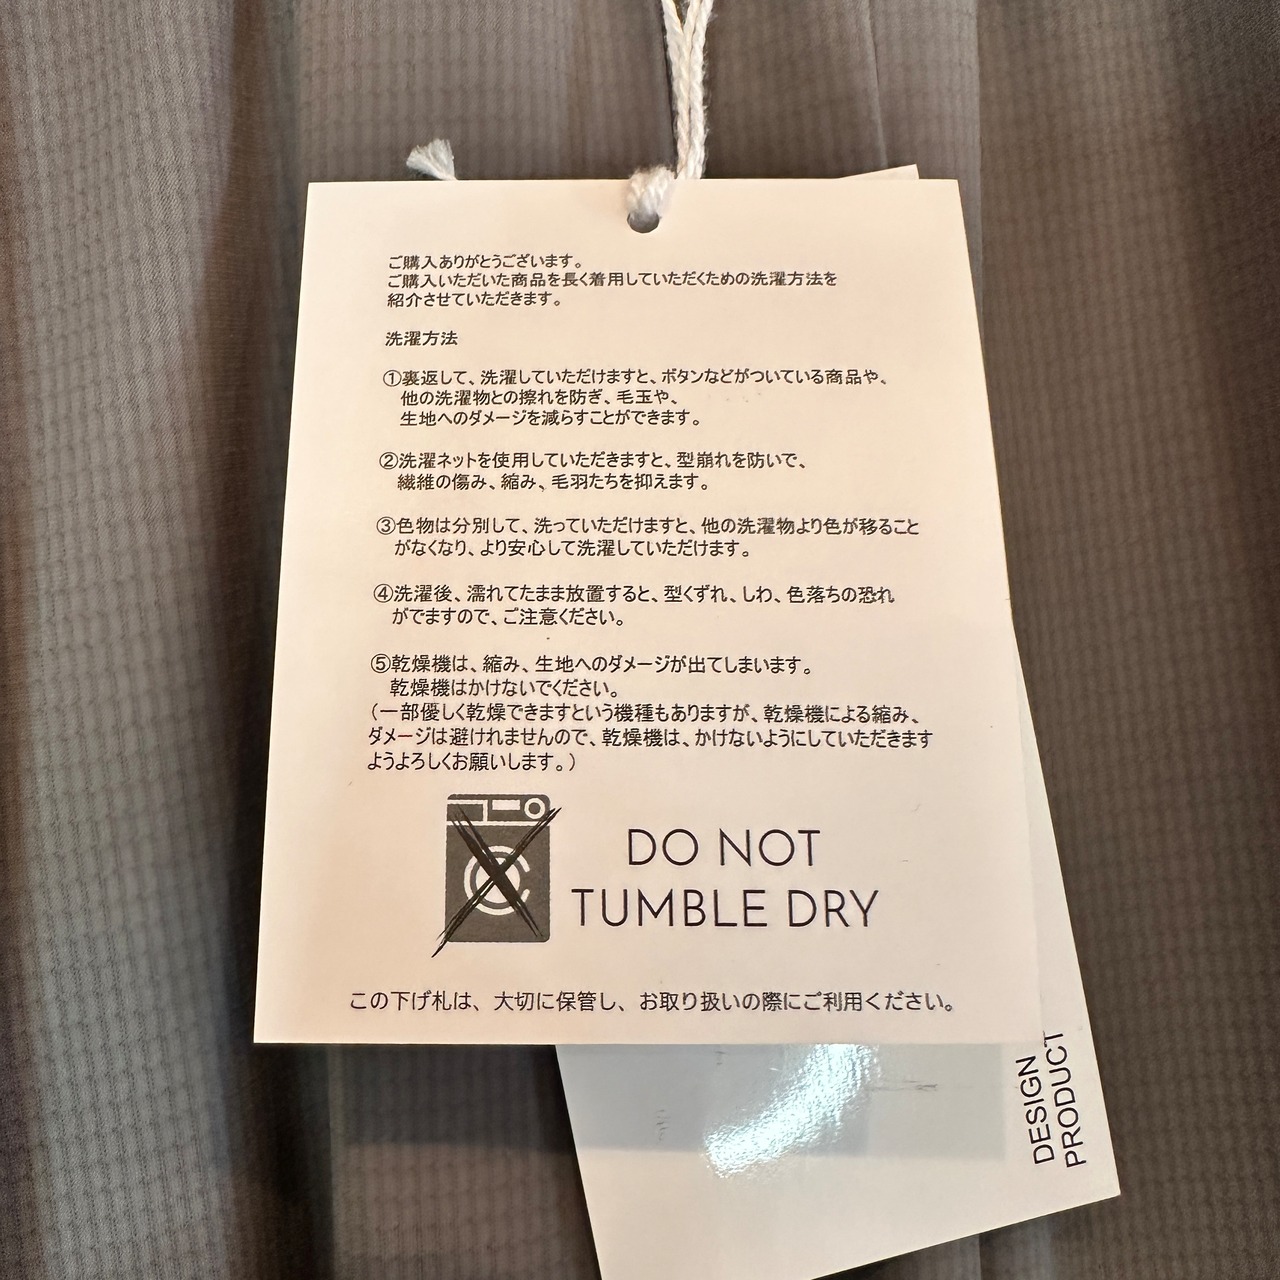 ご購入ありがとうございます。
ご購入いただいた商品を長く着用していただくための洗濯方法を
紹介させていただきます。
洗濯方法
①裏返して、洗濯していただけますと、ボタンなどがついている商品や、
他の洗濯物との擦れを防ぎ、毛玉や、
生地へのダメージを減らすことができます。
②洗濯ネットを使用していただきますと、型崩れを防いで、
繊維の傷み、縮み、毛羽たちを抑えます。
③色物は分別して、洗っていただけますと、他の洗濯物より色が移ること
がなくなり、より安心して洗濯していただけます。
④洗濯後、濡れてたまま放置すると、型くずれ、しわ、色落ちの恐れ
がでますので、ご注意ください。
⑤乾燥機は、縮み、生地へのダメージが出てしまいます。
乾燥機はかけないでください。
（一部優しく乾燥できますという機種もありますが、乾燥機による縮み、
ダメージは避けれませんので、乾燥機は、かけないようにしていただきます
ようよろしくお願いします。）
DO NOT
TUMBLE DRY
この下げ札は、大切に保管し、お取り扱いの際にご利用ください。
DESIGN
PRODUCT